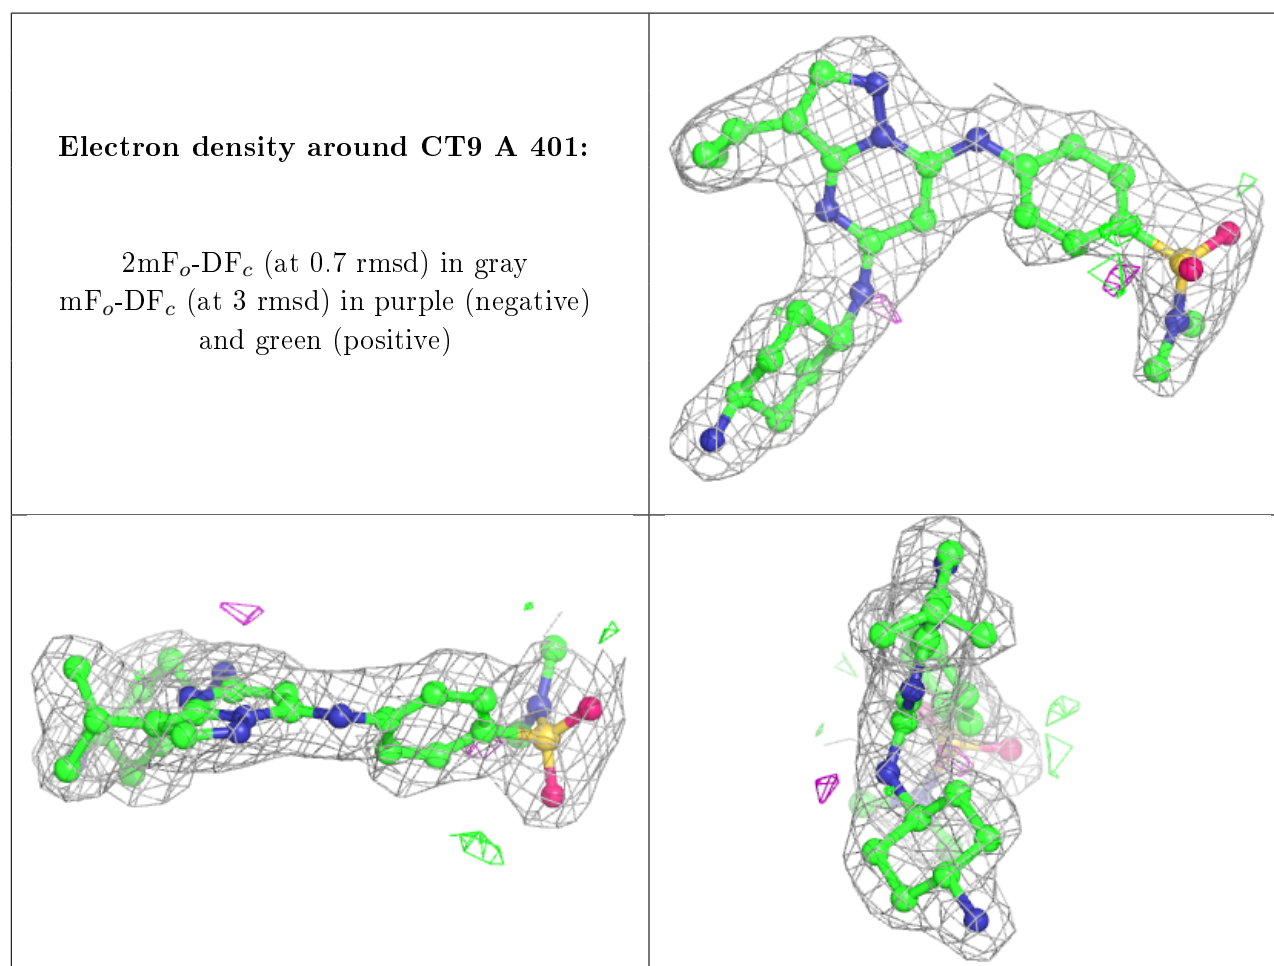 Electron density around CT9 A 401:
2mFo-DFc (at 0.7 rmsd) in gray
mFo-DFc (at 3 rmsd) in purple (negative)
and green (positive)